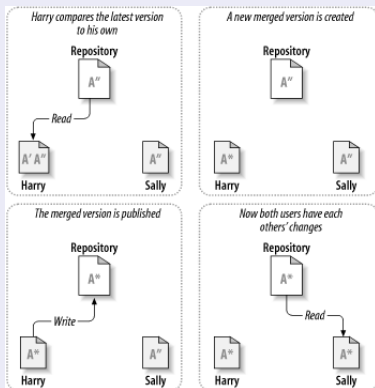 Harry compares the latest version
to his own
Repository
A"
Read
A' A"
A"
Harry
Sally
A new merged version is created
Repository
A"
A*
A"
Harry
Sally
The merged version is published
Repository
A*
Write
A*
A"
Harry
Sally
Now both users have each
others' changes
Repository
A*
Read
A*
A*
Harry
Sally